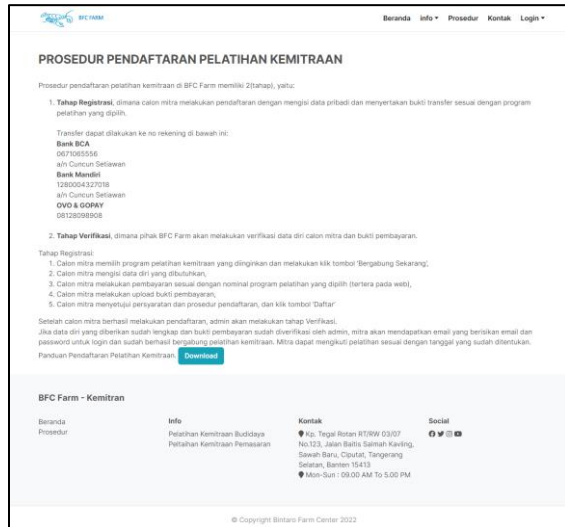 BFC FARM
Beranda info Prosedur Kontak Login
PROSEDUR PENDAFTARAN PELATIHAN KEMITRAAN
Prosedur pendaftaran pelatihan kemitraan di BFC Farm memiliki 2(tahap), yaitu:
1. Tahap Registrasi, dimana calon mitra melakukan pendaftaran dengan mengisi data pribadi dan menyertakan bukti transfer sesuai dengan program
pelatihan yang dipilih.
Transfer dapat dilakukan ke no rekening di bawah ini:
Bank BCA
0671065556
a/n Cuncun Setiawan
Bank Mandiri
1280004327018
a/n Cuncun Setiawan
OVO & GOPAY
08128098908
2. Tahap Verifikasi, dimana pihak BFC Farm akan melakukan verifikasi data diri calon mitra dan bukti pembayaran.
Tahap Registrasi:
1. Calon mitra memilih program pelatihan kemitraan yang diinginkan dan melakukan klik tombol 'Bergabung Sekarang',
2. Calon mitra mengisi data diri yang dibutuhkan,
3. Calon mitra melakukan pembayaran sesuai dengan nominal program pelatihan yang dipilih (tertera pada web),
4. Calon mitra melakukan upload bukti pembayaran,
5. Calon mitra menyetujui persyaratan dan prosedur pendaftaran, dan klik tombol 'Daftar'
Setelah calon mitra berhasil melakukan pendaftaran, admin akan melakukan tahap Verifikasi.
Jika data diri yang diberikan sudah lengkap dan bukti pembayaran sudah diverifikasi oleh admin, mitra akan mendapatkan email yang berisikan email dan
password untuk login dan sudah berhasil bergabung pelatihan kemitraan. Mitra dapat mengikuti pelatihan sesuai dengan tanggal yang sudah ditentukan.
Panduan Pendaftaran Pelatihan Kemitraan. Download
BFC Farm - Kemitran
Beranda
Prosedur
Info
Pelatihan Kemitraan Budidaya
Peltaihan Kemitraan Pemasaran
Kontak
Kp. Tegal Rotan RT/RW 03/07
No.123, Jalan Baitis Salmah Kavling,
Sawah Baru, Ciputat, Tangerang
Selatan, Banten 15413
Mon-Sun : 09.00 AM To 5.00 PM
Social
© Copyright Bintaro Farm Center 2022